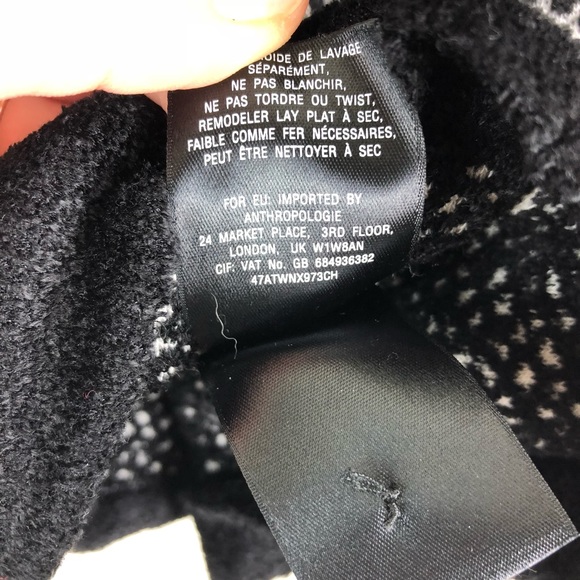 DE LAVAGE
SÉPARÉMENT,
NE PAS BLANCHIR,
NE PAS TORDRE OU TWIST,
REMODELER LAY PLAT À SEC,
FAIBLE COMME FER NÉCESSAIRES,
PEUT ÊTRE NETTOYER À SEC
FOR EU: IMPORTED BY
ANTHROPOLOGIE
24 MARKET PLACE, 3RD FLOOR,
LONDON, UK W1W8AN
CIF: VAT No. GB 684936382
47ATWNX973CH